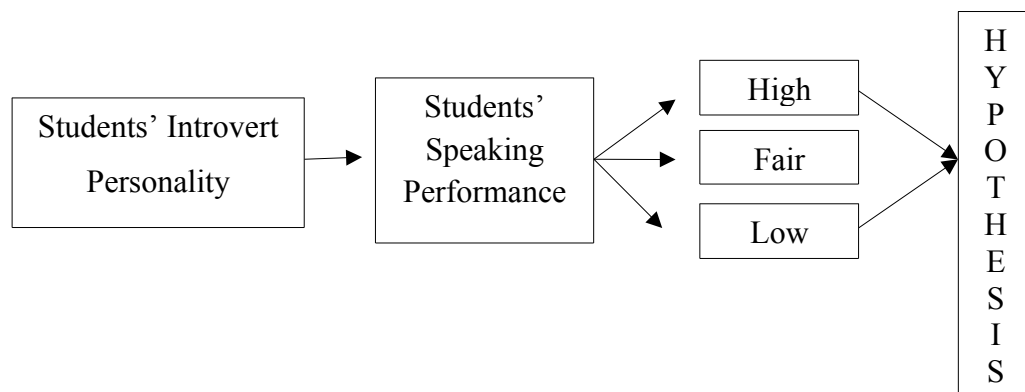 Students’ Introvert
Personality
Students’
Speaking
Performance
High
Fair
Low
H
Y
P
O
T
H
E
S
I
S